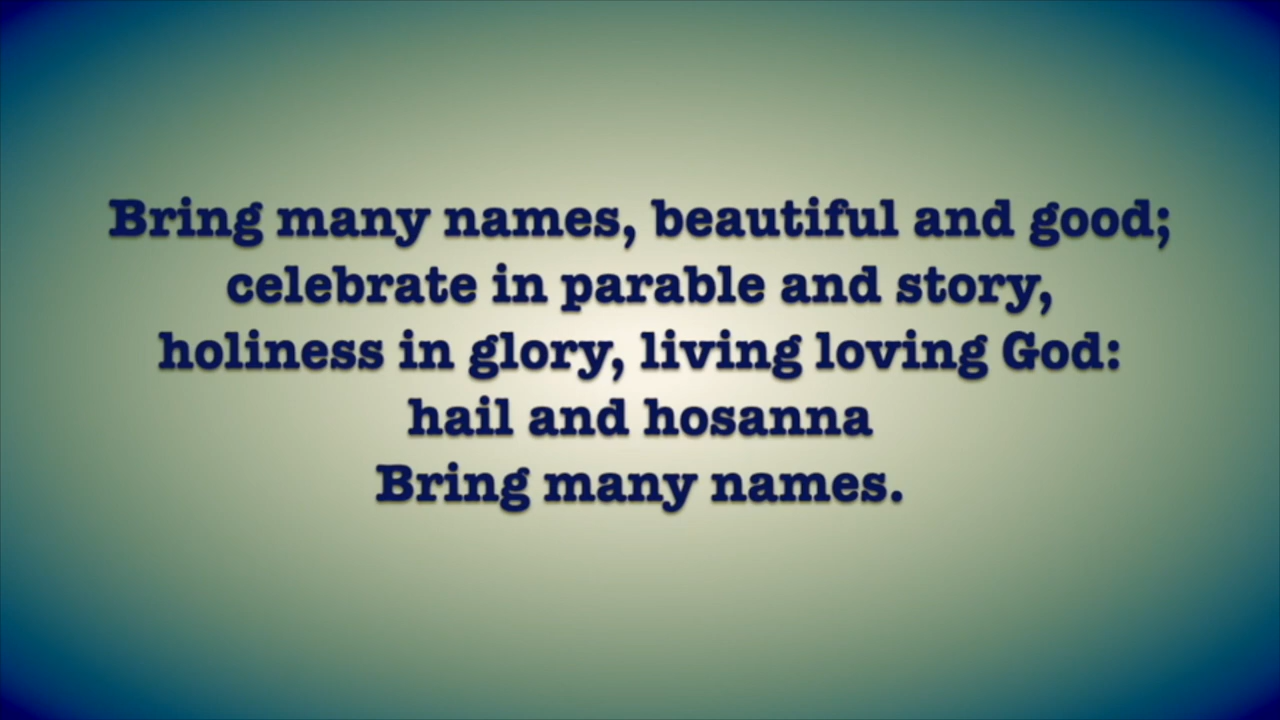 Bring many names, beautiful and good;
celebrate in parable and story,
holiness in glory, living loving God:
hail and hosanna
Bring many names.